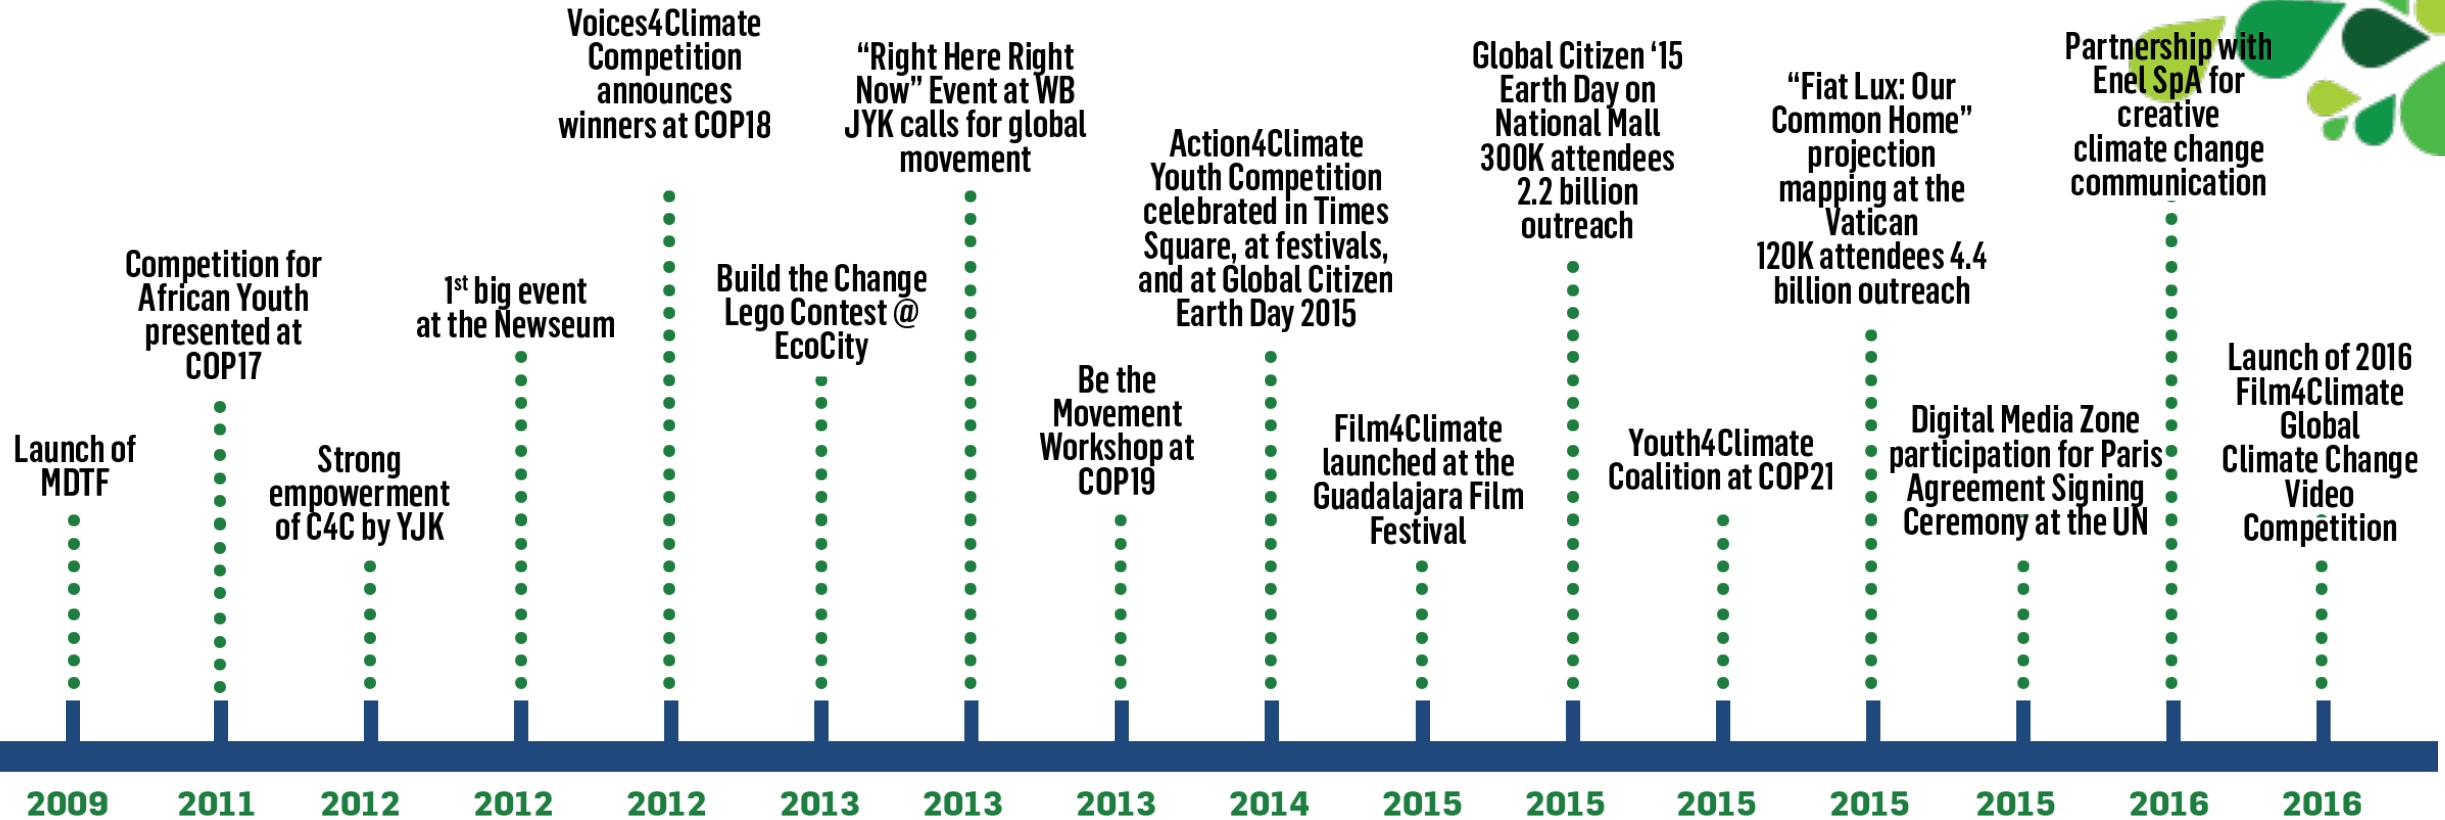 Launch of
MDTF
Competition for
African Youth
presented at
COP17
Strong
empowerment
of C4C by YJK
1st big event
at the Newseum
Voices4Climate
Competition
announces
winners at COP18
Build the Change
Lego Contest @
EcoCity
“Right Here Right
Now” Event at WB
JYK calls for global
movement
Be the
Movement
Workshop at
COP19
Action4Climate
Youth Competition
celebrated in Times
Square, at festivals,
and at Global Citizen
Earth Day 2015
Film4Climate
launched at the
Guadalajara Film
Festival
Global Citizen ‘15
Earth Day on
National Mall
300K attendees
2.2 billion
outreach
Youth4Climate
Coalition at COP21
“Fiat Lux: Our
Common Home”
projection
mapping at the
Vatican
120K attendees 4.4
billion outreach
Digital Media Zone
participation for Paris
Agreement Signing
Ceremony at the UN
Partnership with
Enel SpA for
creative
climate change
communication
Launch of 2016
Film4Climate
Global
Climate Change
Video
Competition
2009 2011 2012 2012 2012 2013 2013 2013 2014 2015 2015 2015 2015 2015 2016 2016